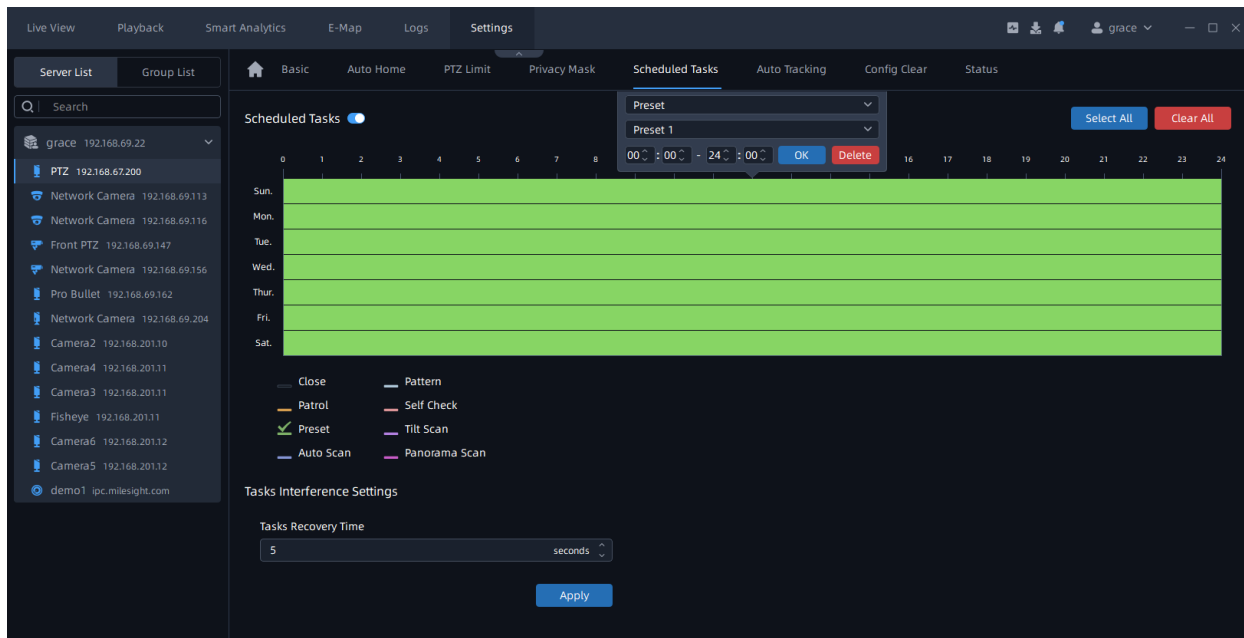 Live View Playback Smart Analytics E-Map Logs Settings grace
Server List Group List
Basic Auto Home PTZ Limit Privacy Mask Scheduled Tasks Auto Tracking Config Clear Status
Search
grace 192.168.69.22
PTZ 192.168.67.200
Network Camera 192.168.69.113
Network Camera 192.168.69.116
Front PTZ 192.168.69.147
Network Camera 192.168.69.156
Pro Bullet 192.168.69.162
Network Camera 192.168.69.204
Camera2 192.168.201.10
Camera4 192.168.201.11
Camera3 192.168.201.11
Fisheye 192.168.201.11
Camera6 192.168.201.12
Camera5 192.168.201.12
demo1 ipc.milesight.com
Scheduled Tasks
Preset
Preset 1
00 : 00 - 24 : 00 OK Delete
Select All Clear All
0 1 2 3 4 5 6 7 8 16 17 18 19 20 21 22 23 24
Sun.
Mon.
Tue.
Wed.
Thur.
Fri.
Sat.
Close Pattern
Patrol Self Check
Preset Tilt Scan
Auto Scan Panorama Scan
Tasks Interference Settings
Tasks Recovery Time
5 seconds
Apply